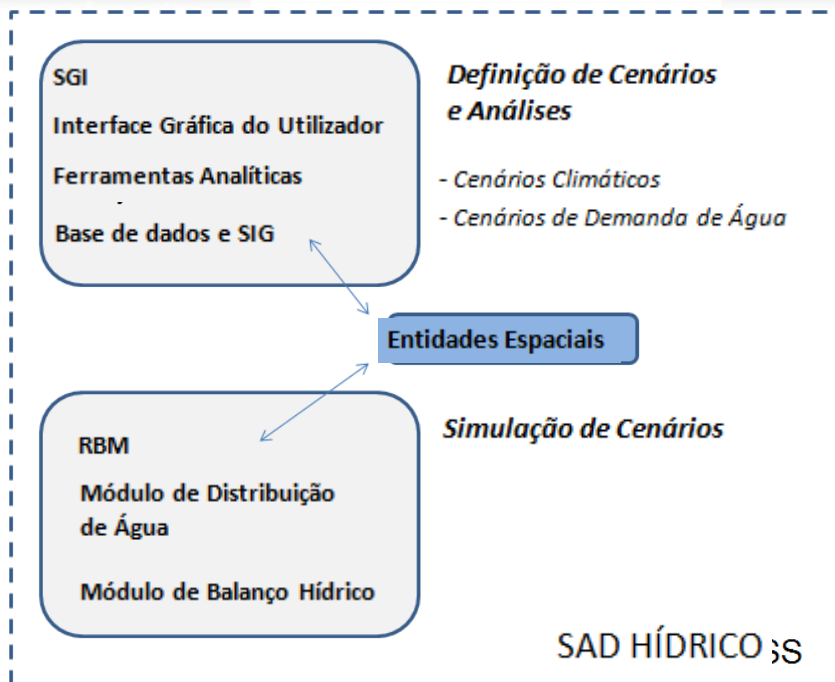 SGI
Interface Gráfica do Utilizador
Ferramentas Analíticas
Base de dados e SIG
Definição de Cenários
e Análises
- Cenários Climáticos
- Cenários de Demanda de Água
Entidades Espaciais
RBM
Módulo de Distribuição
de Água
Módulo de Balanço Hídrico
Simulação de Cenários
SAD HÍDRICO